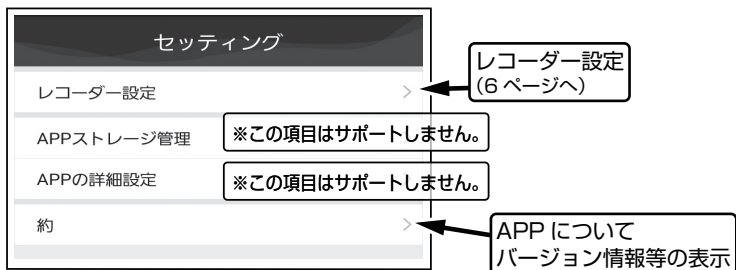 セッティング
レコーダー設定
レコーダー設定
(6 ページへ)
APPストレージ管理
※この項目はサポートしません。
APPの詳細設定
※この項目はサポートしません。
約
APP について
バージョン情報等の表示